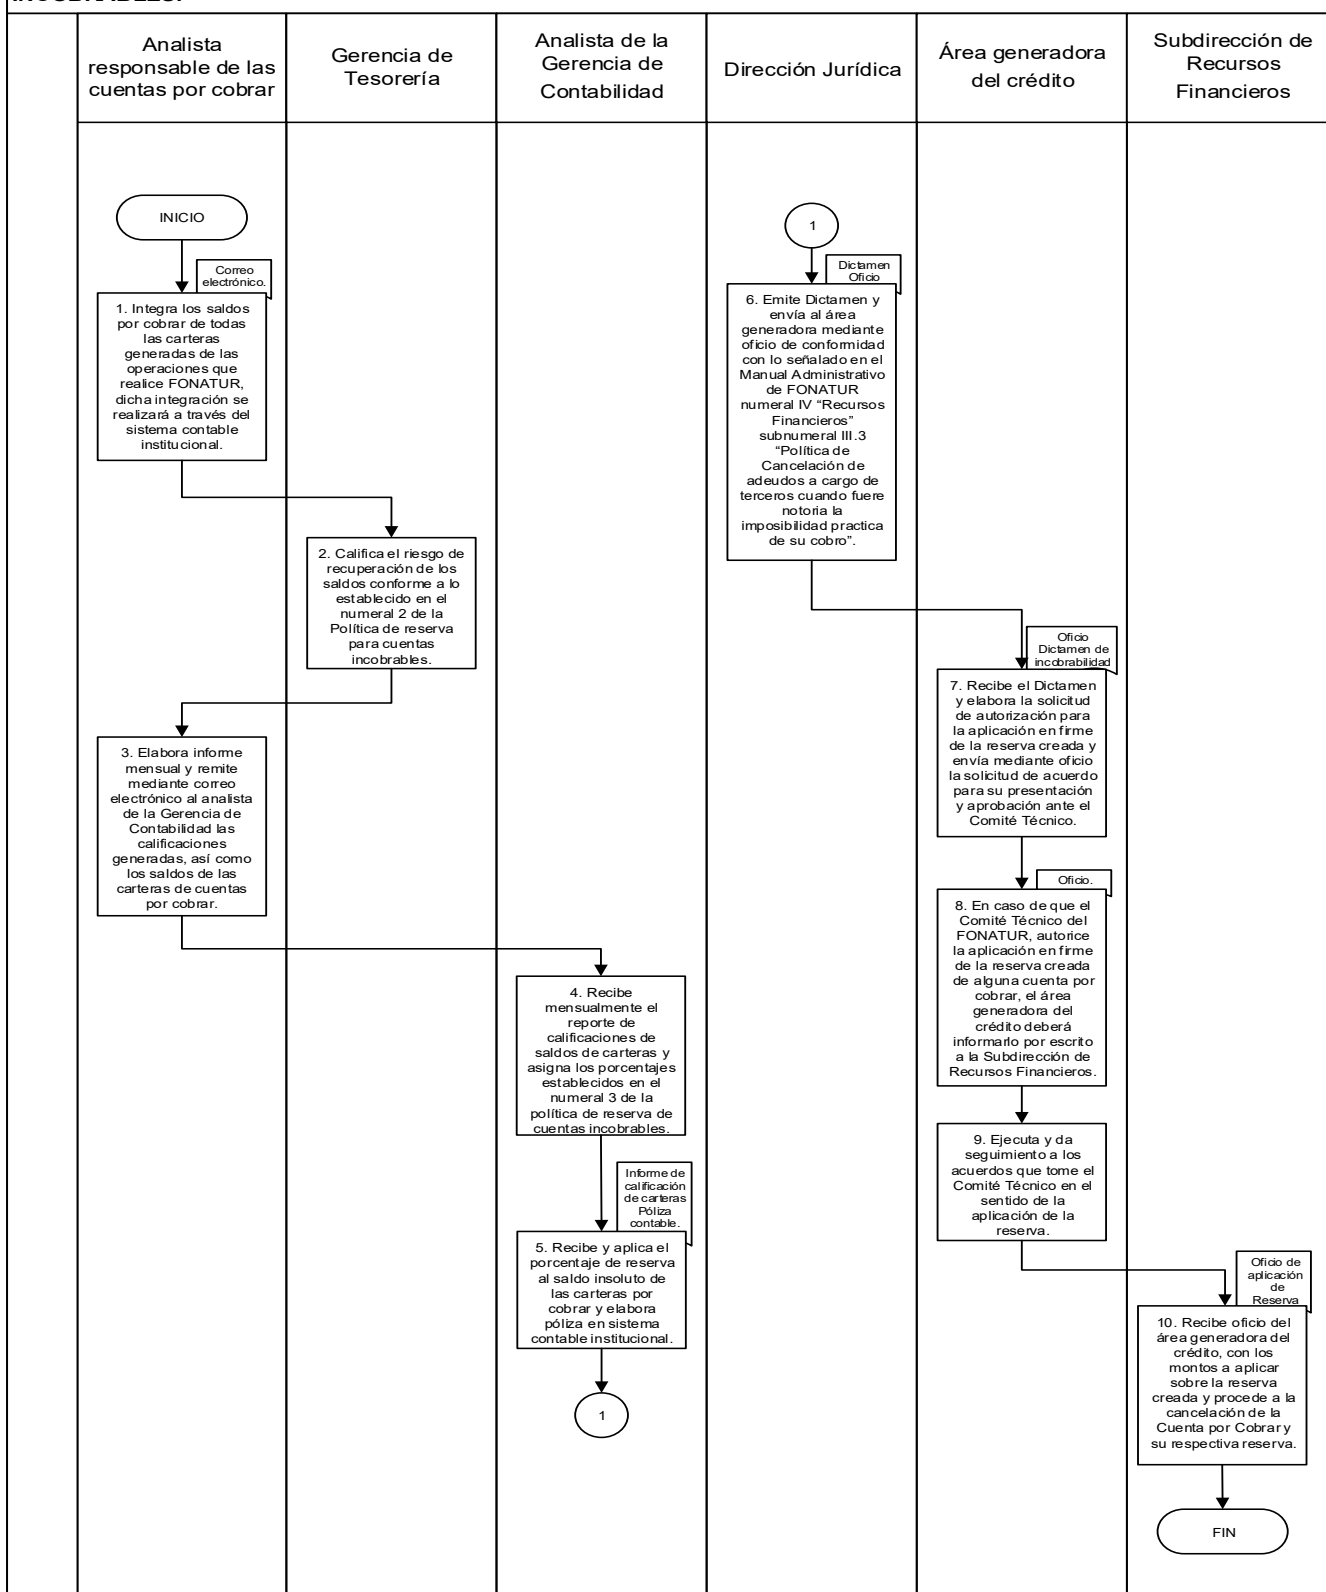 Analista
responsable de las
cuentas por cobrar
Gerencia de
Tesorería
Analista de la
Gerencia de
Contabilidad
Dirección Jurídica
Área generadora
del crédito
Subdirección de
Recursos
Financieros
INICIO
Correo
electrónico.
1. Integra los saldos
por cobrar de todas
las carteras
generadas de las
operaciones que
realice FONATUR,
dicha integración se
realizará a través del
sistema contable
institucional.
2. Califica el riesgo de
recuperación de los
saldos conforme a lo
establecido en el
numeral 2 de la
Política de reserva
para cuentas
incobrables.
3. Elabora informe
mensual y remite
mediante correo
electrónico al analista
de la Gerencia de
Contabilidad las
calificaciones
generadas, así como
los saldos de las
carteras de cuentas
por cobrar.
4. Recibe
mensualmente el
reporte de
calificaciones de
saldos de carteras y
asigna los porcentajes
establecidos en el
numeral 3 de la
política de reserva de
cuentas incobrables.
Informe de
calificación
de carteras
Póliza
contable.
5. Recibe y aplica el
porcentaje de reserva
al saldo insoluto de
las carteras por
cobrar y elabora
póliza en sistema
contable institucional.
1
1
Dictamen
Oficio
6. Emite Dictamen y
envía al área
generadora mediante
oficio de conformidad
con lo señalado en el
Manual Administrativo
de FONATUR
numeral IV “Recursos
Financieros”
subnumeral III.3
“Política de
Cancelación de
adeudos a cargo de
terceros cuando fuere
notoria la
imposibilidad practica
de su cobro”.
Oficio
Dictamen de
incobrabilidad
7. Recibe el Dictamen
y elabora la solicitud
de autorización para
la aplicación en firme
de la reserva creada y
envía mediante oficio
la solicitud de acuerdo
para su presentación
y aprobación ante el
Comité Técnico.
Oficio.
8. En caso de que el
Comité Técnico del
FONATUR, autorice
la aplicación en firme
de la reserva creada
de alguna cuenta por
cobrar, el área
generadora del
crédito deberá
informarlo por escrito
a la Subdirección de
Recursos Financieros.
9. Ejecuta y da
seguimiento a los
acuerdos que tome el
Comité Técnico en el
sentido de la
aplicación de la
reserva.
Oficio de
aplicación
de
Reserva
10. Recibe oficio del
área generadora del
crédito, con los
montos a aplicar
sobre la reserva
creada y procede a la
cancelación de la
Cuenta por Cobrar y
su respectiva reserva.
FIN